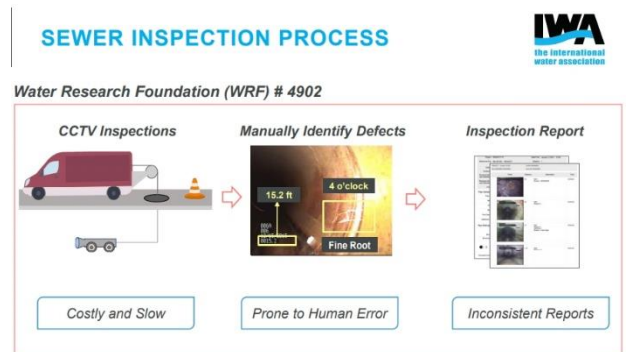 SEWER INSPECTION PROCESS
IWA
the international
water association
Water Research Foundation (WRF) # 4902
CCTV Inspections
Manually Identify Defects
Inspection Report
15.2 ft
4 o'clock
Fine Root
Costly and Slow
Prone to Human Error
Inconsistent Reports